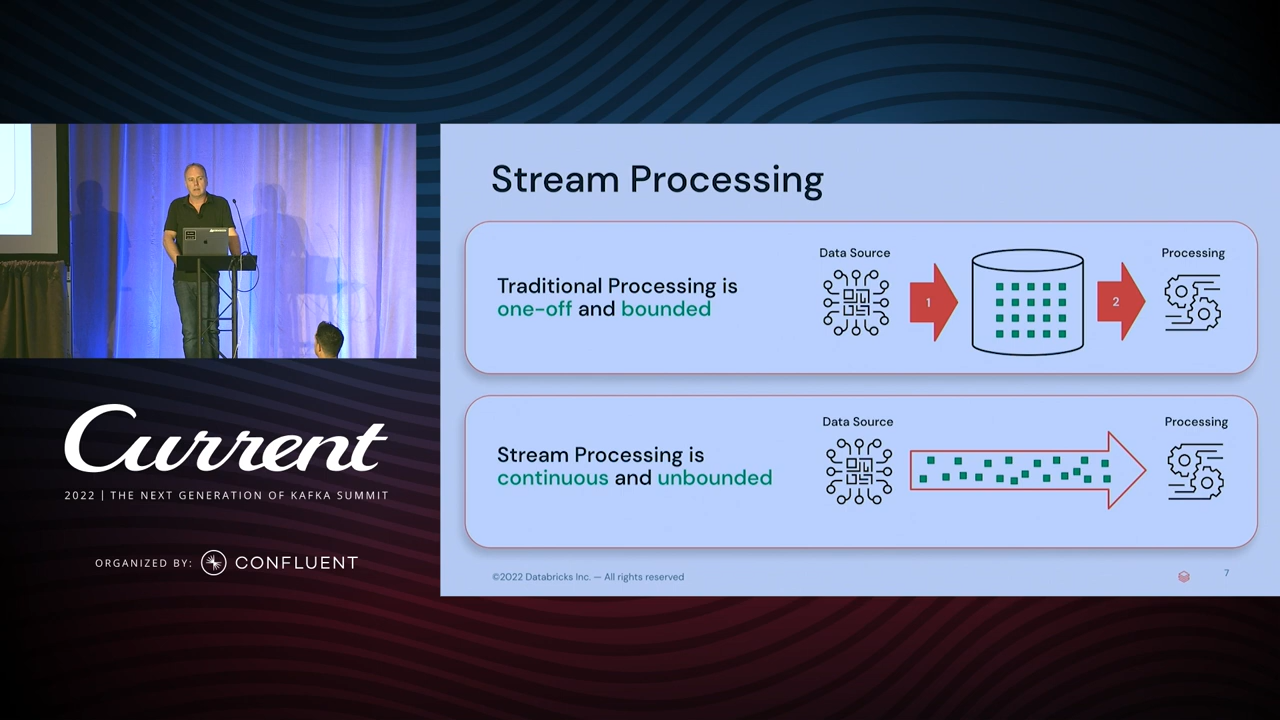 Stream Processing
Traditional Processing is
one-off and bounded
Data Source
1
2
Processing
Stream Processing is
continuous and unbounded
Data Source
Processing
©2022 Databricks Inc. — All rights reserved
7
Current
2022 | THE NEXT GENERATION OF KAFKA SUMMIT
ORGANIZED BY: CONFLUENT